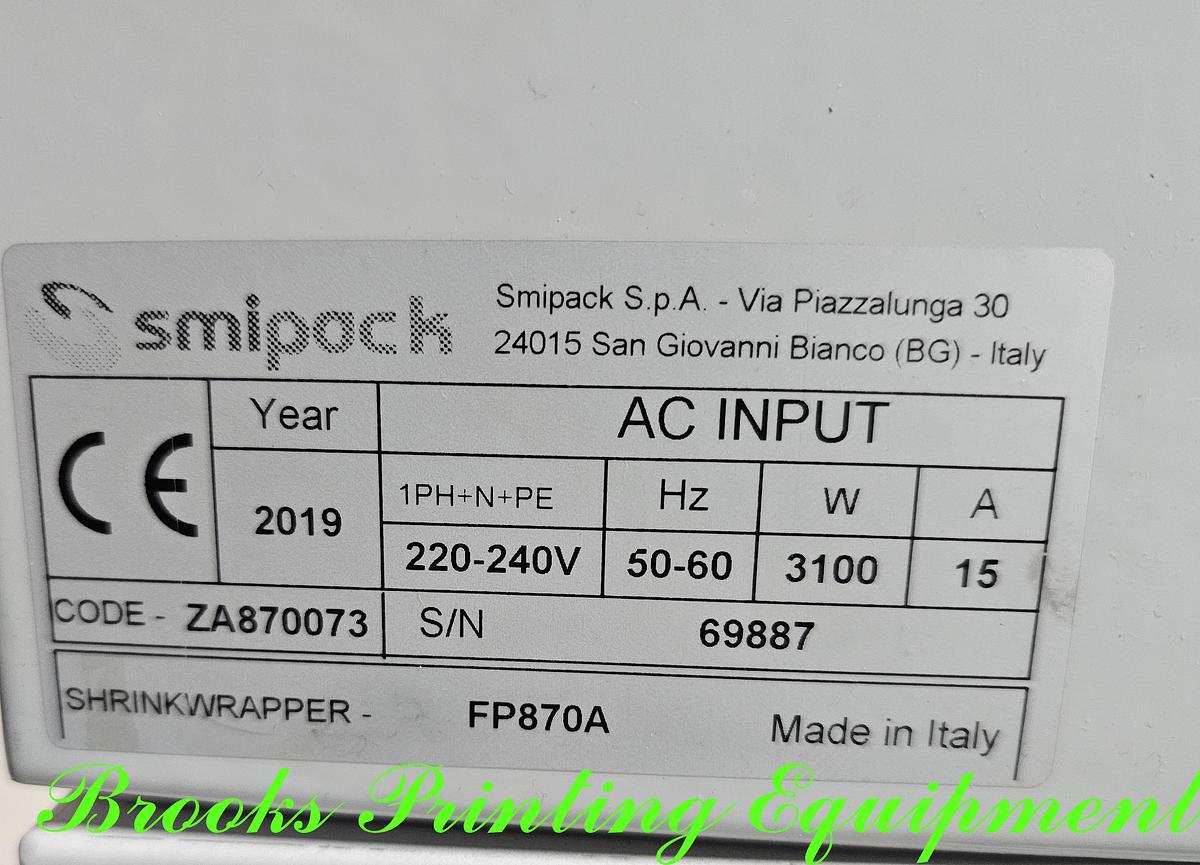 smipack
Smipack S.p.A. - Via Piazzalunga 30
24015 San Giovanni Bianco (BG) - Italy
CE
Year
AC INPUT
2019
1PH+N+PE
Hz
W
A
220-240V
50-60
3100
15
CODE - ZA870073
S/N
69887
SHRINKWRAPPER - FP870A
Made in Italy
Brooks Printing Equipment